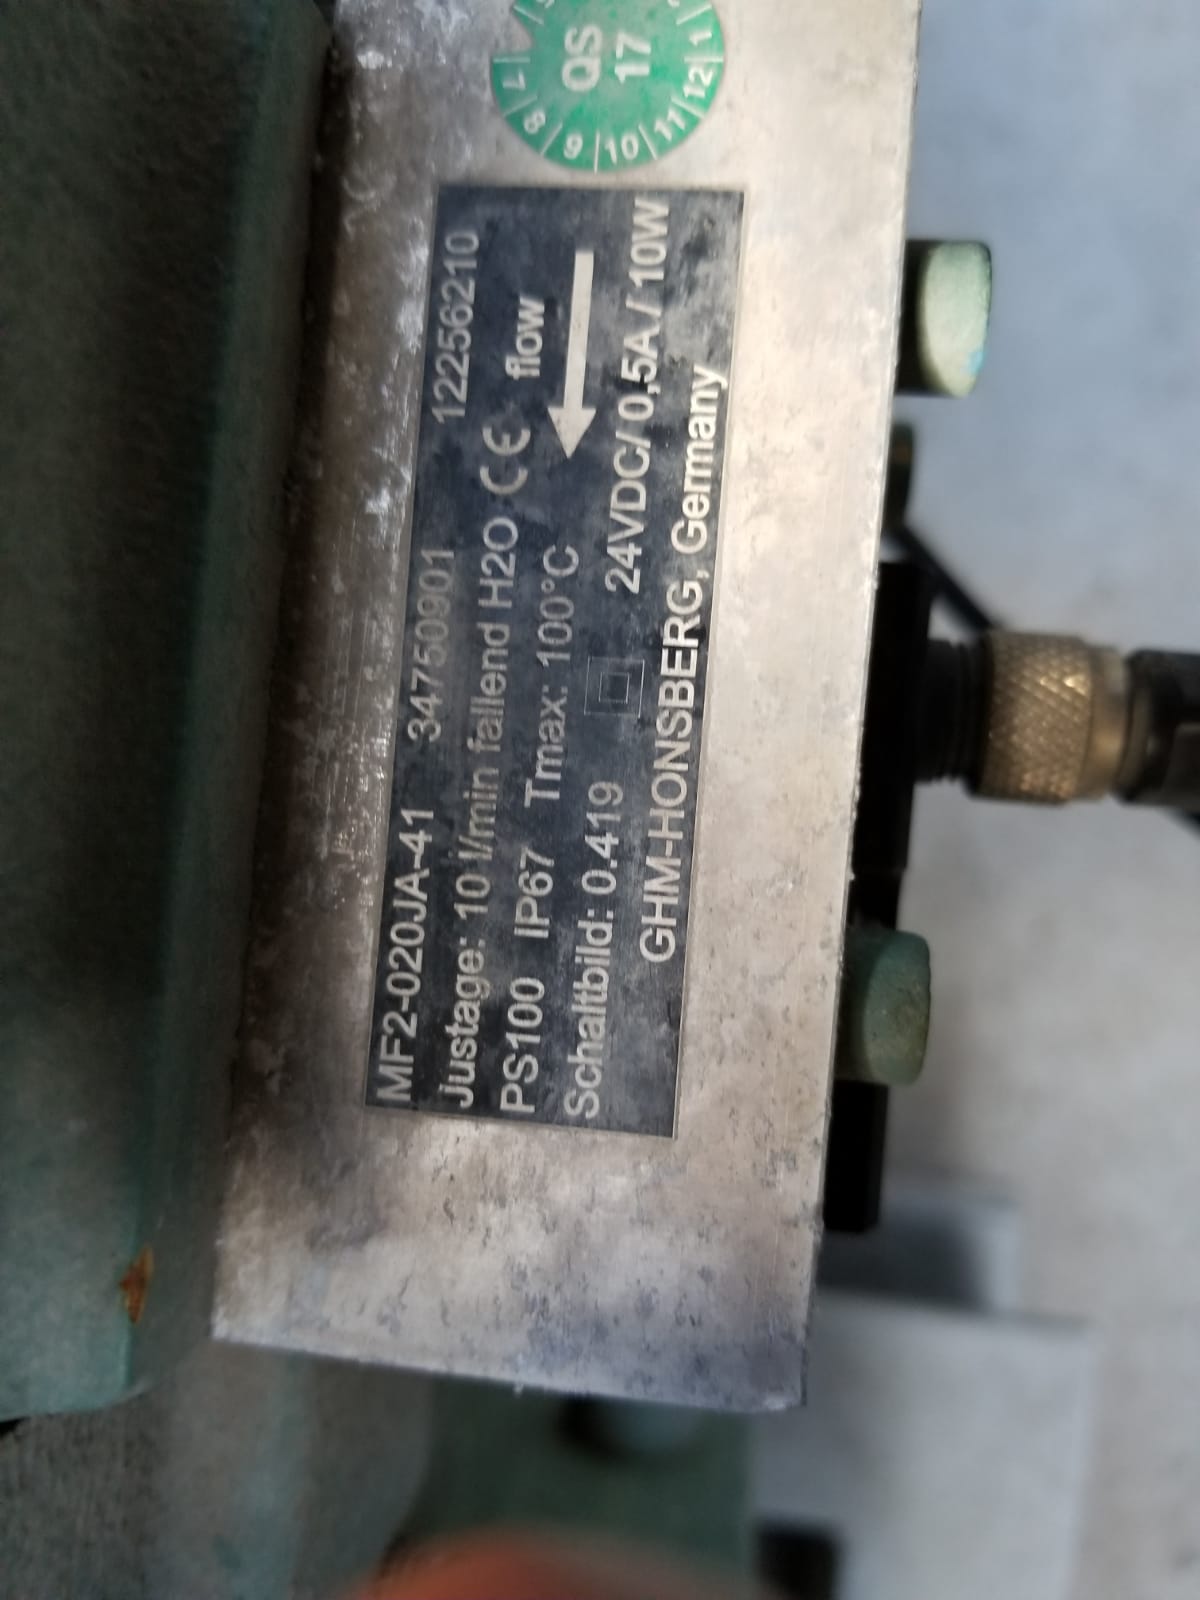 QS
17
7 8 9 10 11 12 1
MF2-020JA-41 34750901 12256210
Justage: 10 l/min fallend H2O CE flow
PS100 IP67 Tmax: 100°C
Schaltbild: 0.419 24VDC/ 0,5A / 10W
GHM-HONSBERG, Germany